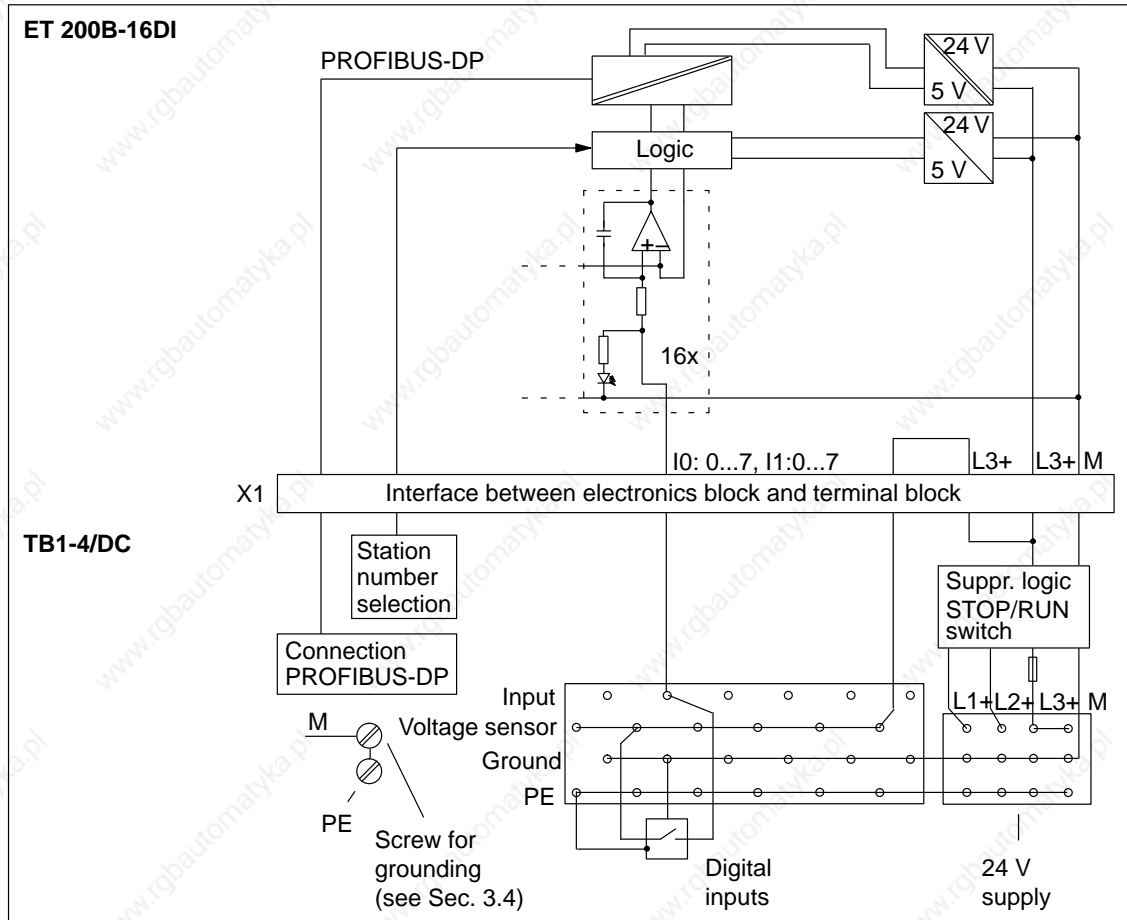 ET 200B-16DI
PROFIBUS-DP
24 V
5 V
Logic
24 V
5 V
+ –
16x
I0: 0...7, I1:0...7
L3+
L3+
M
X1
Interface between electronics block and terminal block
TB1-4/DC
Station
number
selection
Suppr. logic
STOP/RUN
switch
Connection
PROFIBUS-DP
Input
L1+
L2+
L3+
M
M
Voltage sensor
Ground
PE
PE
Screw for
grounding
(see Sec. 3.4)
Digital
inputs
24 V
supply
www.rgbautomatyka.pl